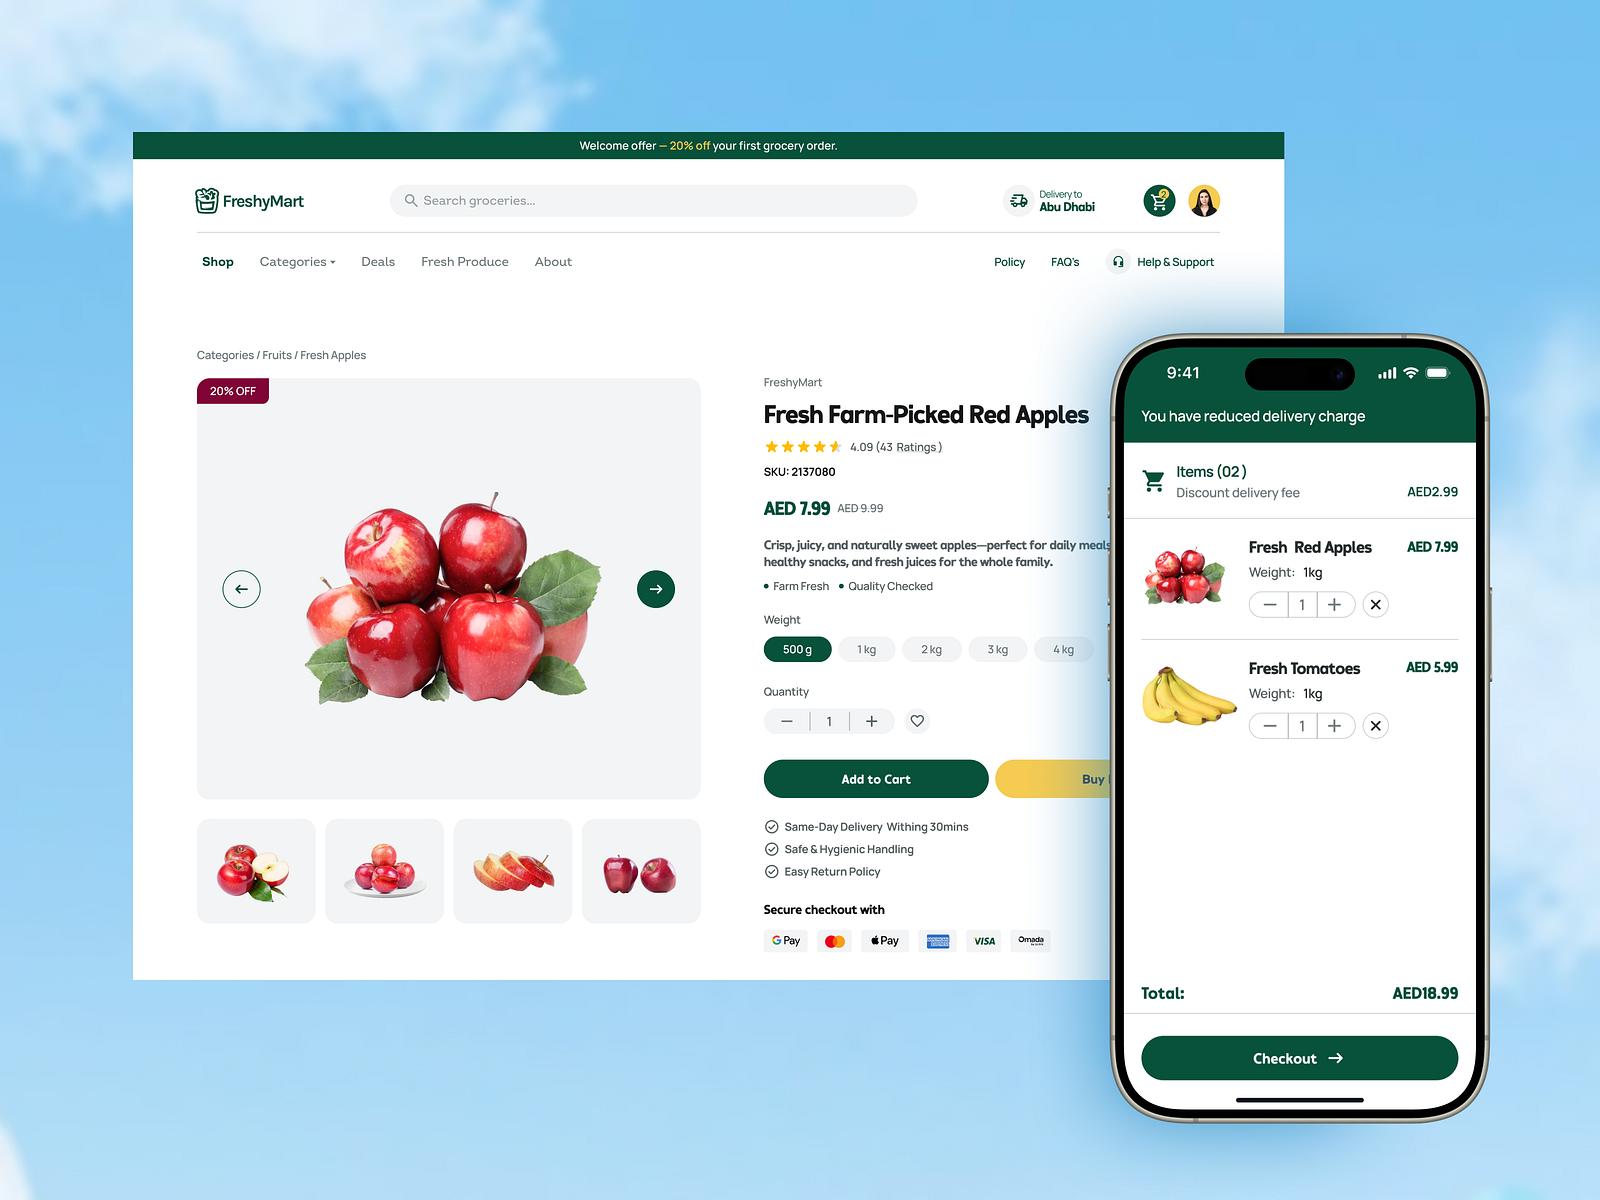 Welcome offer — 20% off your first grocery order.
FreshyMart
Search groceries...
Delivery to
Abu Dhabi
2
Shop
Categories
Deals
Fresh Produce
About
Policy
FAQ's
Help & Support
Categories / Fruits / Fresh Apples
20% OFF
FreshyMart
Fresh Farm-Picked Red Apples
4.09 (43 Ratings)
SKU: 2137080
AED 7.99 AED 9.99
Crisp, juicy, and naturally sweet apples—perfect for daily meals
healthy snacks, and fresh juices for the whole family.
• Farm Fresh • Quality Checked
Weight
500 g
1 kg
2 kg
3 kg
4 kg
Quantity
1
Add to Cart
Buy
Same-Day Delivery Withing 30mins
Safe & Hygienic Handling
Easy Return Policy
Secure checkout with
G Pay
Pay
AMERICAN EXPRESS
VISA
Omada
9:41
You have reduced delivery charge
Items (02)
Discount delivery fee
AED2.99
Fresh Red Apples
AED 7.99
Weight: 1kg
1
Fresh Tomatoes
AED 5.99
Weight: 1kg
1
Total:
AED18.99
Checkout →